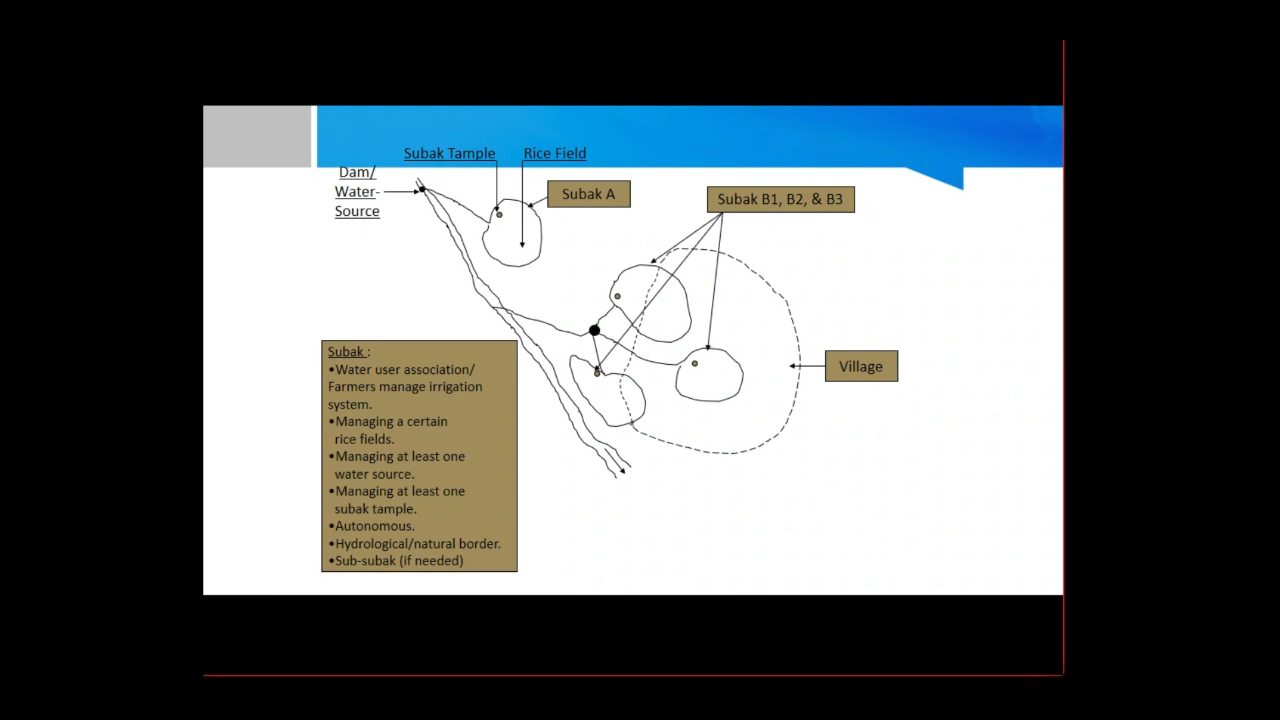 Subak Tample
Rice Field
Dam/
Water-
Source
Subak A
Subak B1, B2, & B3
Village
Subak :
•Water user association/
Farmers manage irrigation
system.
•Managing a certain
rice fields.
•Managing at least one
water source.
•Managing at least one
subak tample.
•Autonomous.
•Hydrological/natural border.
•Sub-subak (if needed)